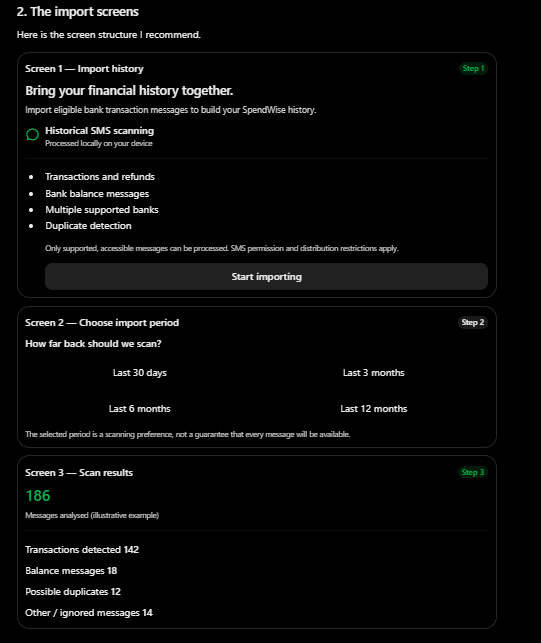 2. The import screens
Here is the screen structure I recommend.
Screen 1 — Import history
Step 1
Bring your financial history together.
Import eligible bank transaction messages to build your SpendWise history.
Historical SMS scanning
Processed locally on your device
• Transactions and refunds
• Bank balance messages
• Multiple supported banks
• Duplicate detection
Only supported, accessible messages can be processed. SMS permission and distribution restrictions apply.
Start importing
Screen 2 — Choose import period
Step 2
How far back should we scan?
Last 30 days
Last 3 months
Last 6 months
Last 12 months
The selected period is a scanning preference, not a guarantee that every message will be available.
Screen 3 — Scan results
Step 3
186
Messages analysed (illustrative example)
Transactions detected 142
Balance messages 18
Possible duplicates 12
Other / ignored messages 14